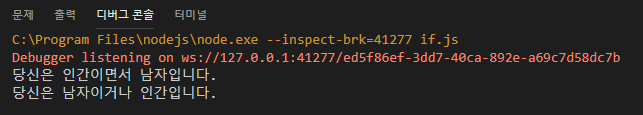 문제 출력 디버그 콘솔 터미널
C:\Program Files\nodejs\node.exe --inspect-brk=41277 if.js
Debugger listening on ws://127.0.0.1:41277/ed5f86ef-3dd7-40ca-892e-a69c7d58dc7b
당신은 인간이면서 남자입니다.
당신은 남자이거나 인간입니다.